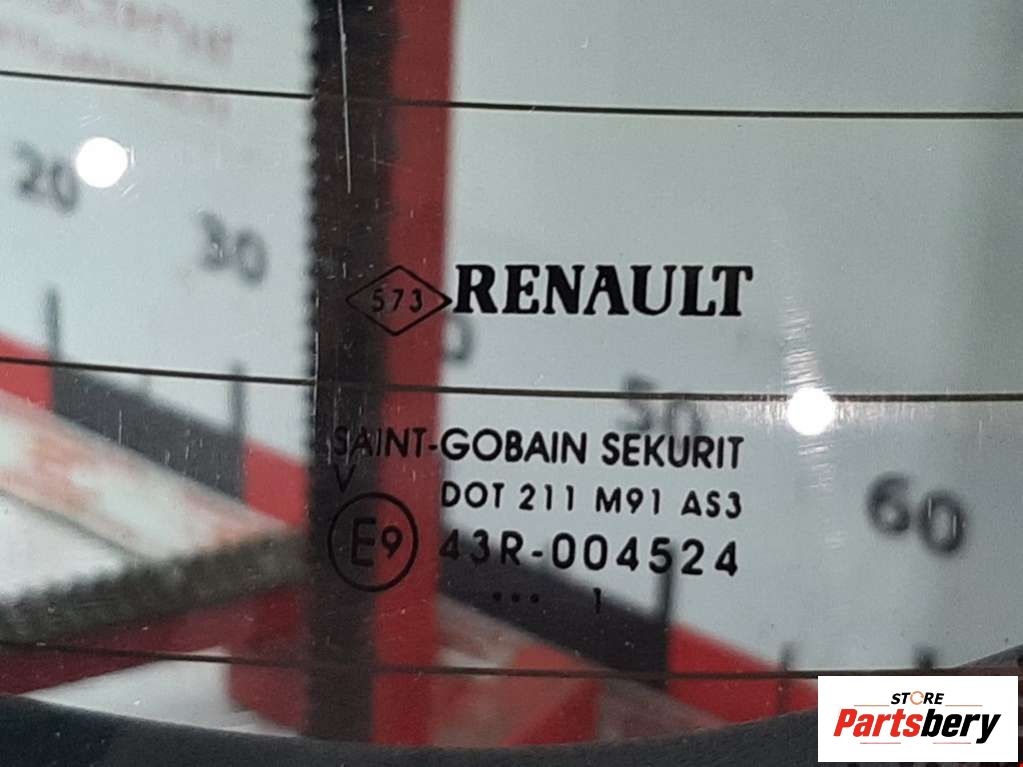 20
30
573 RENAULT
50
SAINT-GOBAIN SEKURIT
V
DOT 211 M91 AS3
60
E9 43R-004524
... 1
STORE
Partsbery